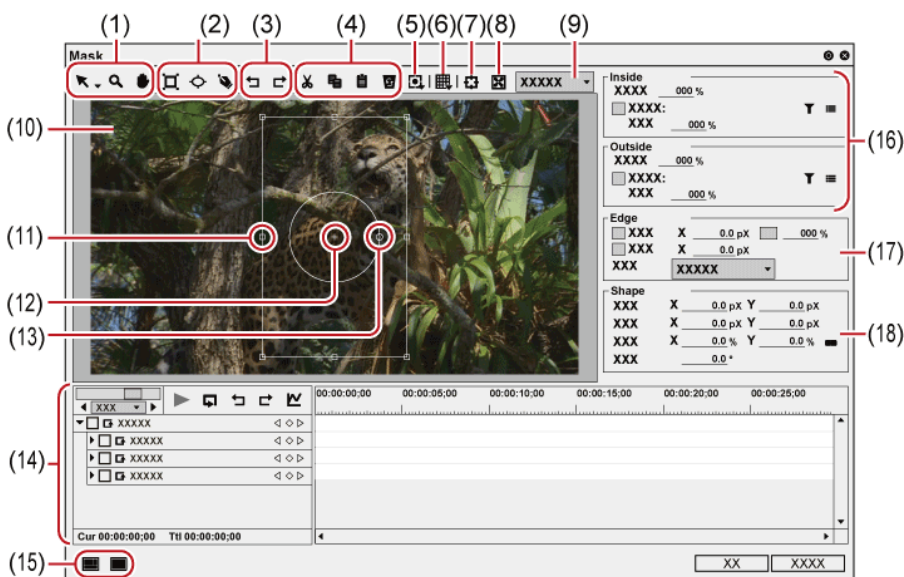 (1) (2) (3) (4) (5) (6) (7) (8) (9)
Mask
XXXXX
Inside
XXXX 000 %
XXXX:
XXX 000 %
Outside
XXXX 000 %
XXXX:
XXX 000 %
(16)
Edge
XXX X 0.0 pX 000 %
XXX X 0.0 pX
XXX XXXXX
(17)
Shape
XXX X 0.0 pX Y 0.0 pX
XXX X 0.0 pX Y 0.0 pX
XXX X 0.0 % Y 0.0 %
XXX 0.0 °
(18)
(10)
(11)
(12)
(13)
(14)
XXX
00:00:00;00 00:00:05;00 00:00:10;00 00:00:15;00 00:00:20;00 00:00:25;00
XXXXX
XXXXX
XXXXX
XXXXX
Cur 00:00:00;00 Ttl 00:00:00;00
(15)
XX XXXX